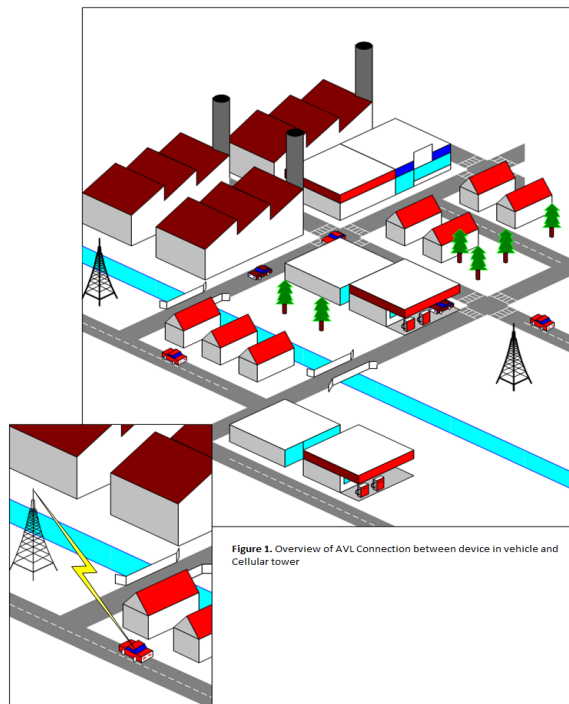 Figure 1. Overview of AVL Connection between device in vehicle and
Cellular tower